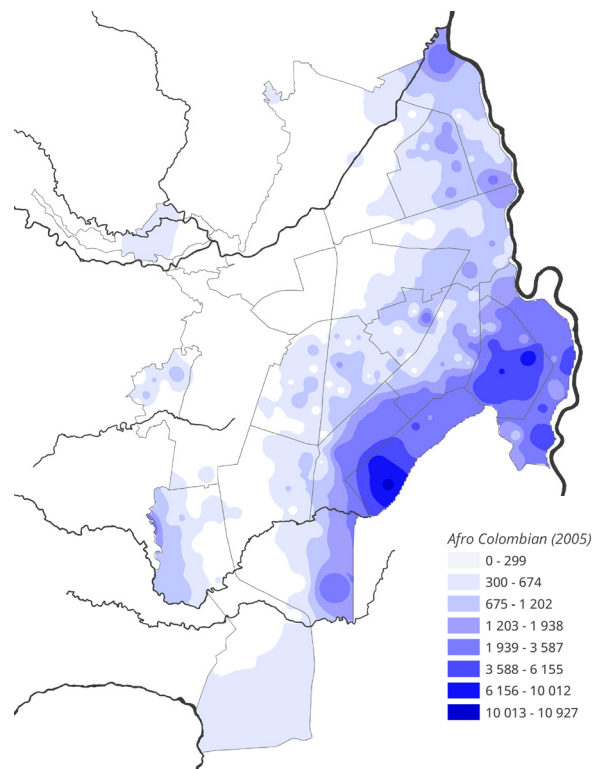 Afro Colombian (2005)
0 - 299
300 - 674
675 - 1 202
1 203 - 1 938
1 939 - 3 587
3 588 - 6 155
6 156 - 10 012
10 013 - 10 927